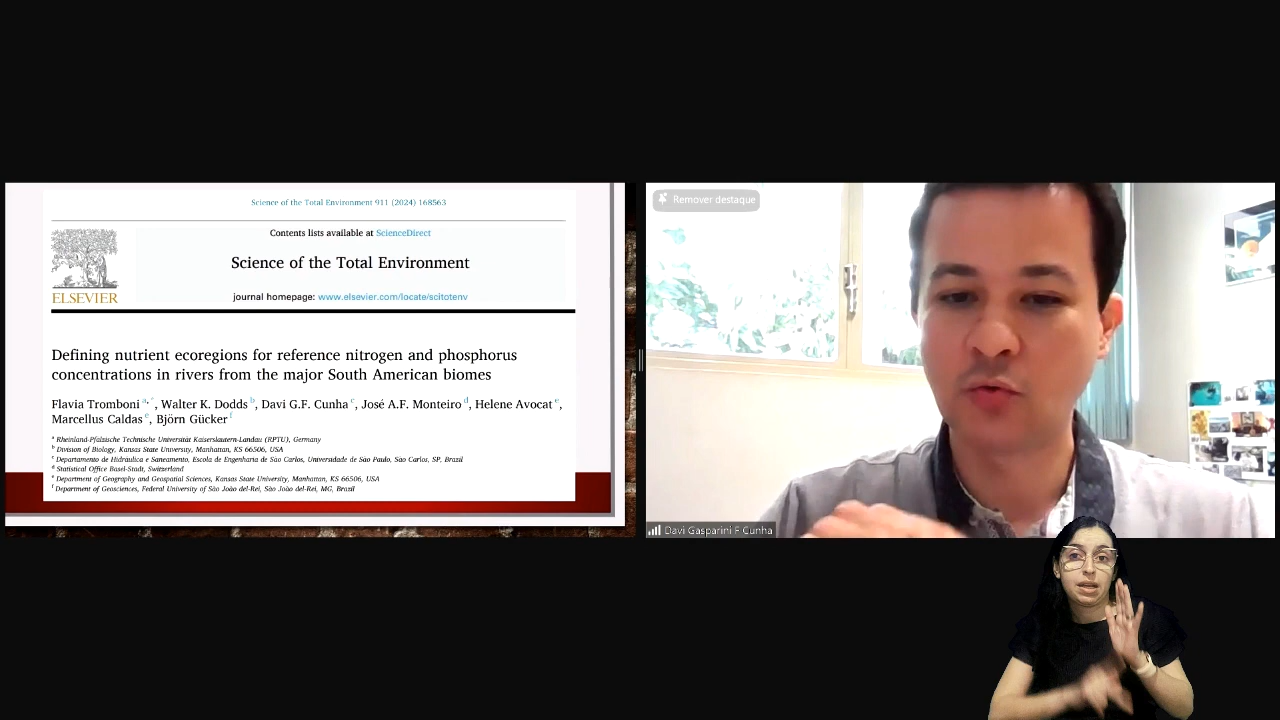 Science of the Total Environment 911 (2024) 168563
Contents lists available at ScienceDirect
Science of the Total Environment
ELSEVIER
journal homepage: www.elsevier.com/locate/scitotenv
Defining nutrient ecoregions for reference nitrogen and phosphorus
concentrations in rivers from the major South American biomes
Flavia Tromboni a,*, Walter K. Dodds b, Davi G.F. Cunha c, José A.F. Monteiro d, Helene Avocat e,
Marcellus Caldas e, Björn Gücker f
a Rheinland-Pfälzische Technische Universität Kaiserslautern-Landau (RPTU), Germany
b Division of Biology, Kansas State University, Manhattan, KS 66506, USA
c Departamento de Hidráulica e Saneamento, Escola de Engenharia de São Carlos, Universidade de São Paulo, São Carlos, SP, Brazil
d Statistical Office Basel-Stadt, Switzerland
e Department of Geography and Geospatial Sciences, Kansas State University, Manhattan, KS 66506, USA
f Department of Geosciences, Federal University of São João del-Rei, São João del-Rei, MG, Brazil
Remover destaque
Davi Gasparini F Cunha